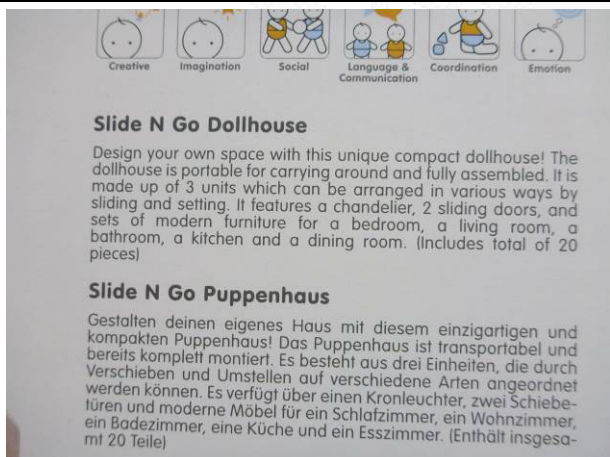 Creative Imagination Social Language & Communication Coordination Emotion
Slide N Go Dollhouse
Design your own space with this unique compact dollhouse! The
dollhouse is portable for carrying around and fully assembled. It is
made up of 3 units which can be arranged in various ways by
sliding and setting. It features a chandelier, 2 sliding doors, and
sets of modern furniture for a bedroom, a living room, a
bathroom, a kitchen and a dining room. (Includes total of 20
pieces)
Slide N Go Puppenhaus
Gestalten deinen eigenes Haus mit diesem einzigartigen und
kompakten Puppenhaus! Das Puppenhaus ist transportabel und
bereits komplett montiert. Es besteht aus drei Einheiten, die durch
Verschieben und Umstellen auf verschiedene Arten angeordnet
werden können. Es verfügt über einen Kronleuchter, zwei Schiebe-
türen und moderne Möbel für ein Schlafzimmer, ein Wohnzimmer,
ein Badezimmer, eine Küche und ein Esszimmer. (Enthält insgesa-
mt 20 Teile)